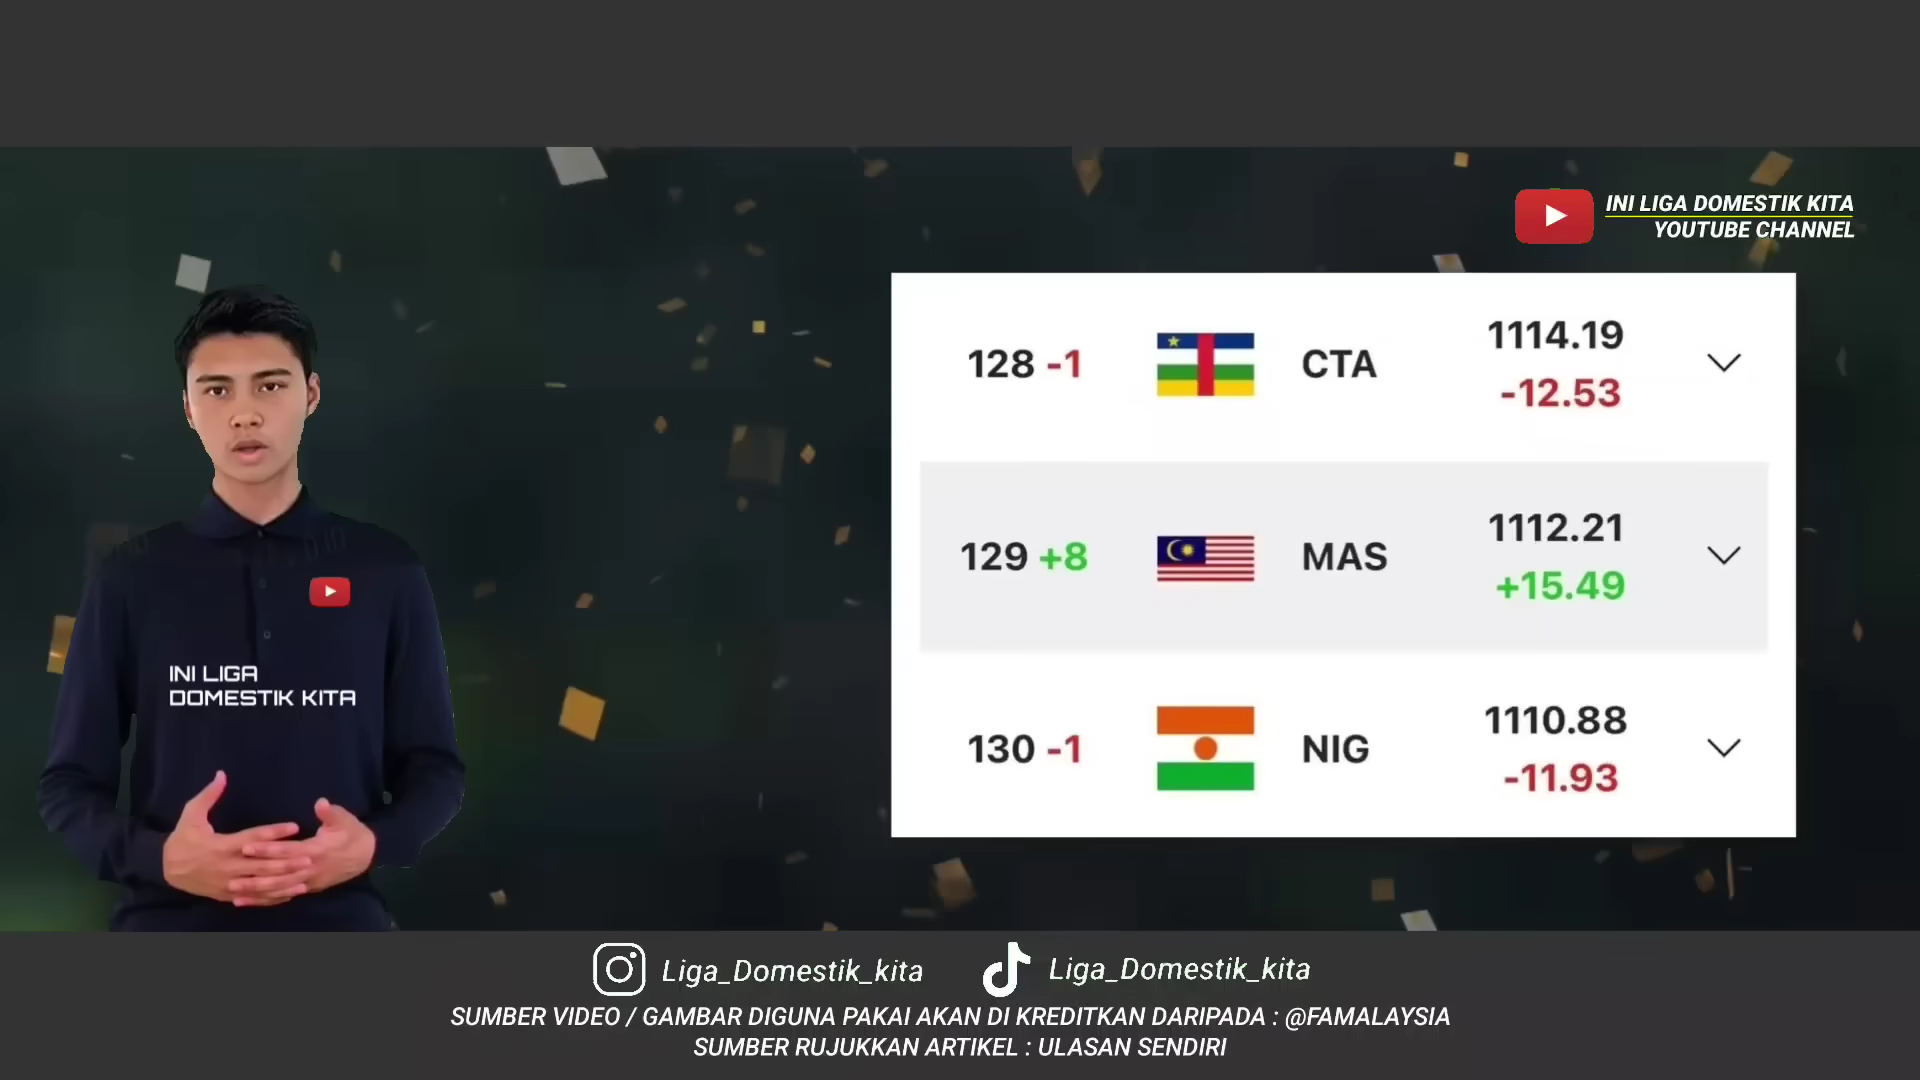 INI LIGA DOMESTIK KITA
YOUTUBE CHANNEL
128 -1 CTA 1114.19
-12.53
129 +8 MAS 1112.21
+15.49
130 -1 NIG 1110.88
-11.93
INI LIGA
DOMESTIK KITA
Liga_Domestik_kita Liga_Domestik_kita
SUMBER VIDEO / GAMBAR DIGUNA PAKAI AKAN DI KREDITKAN DARIPADA : @FAMALAYSIA
SUMBER RUJUKKAN ARTIKEL : ULASAN SENDIRI